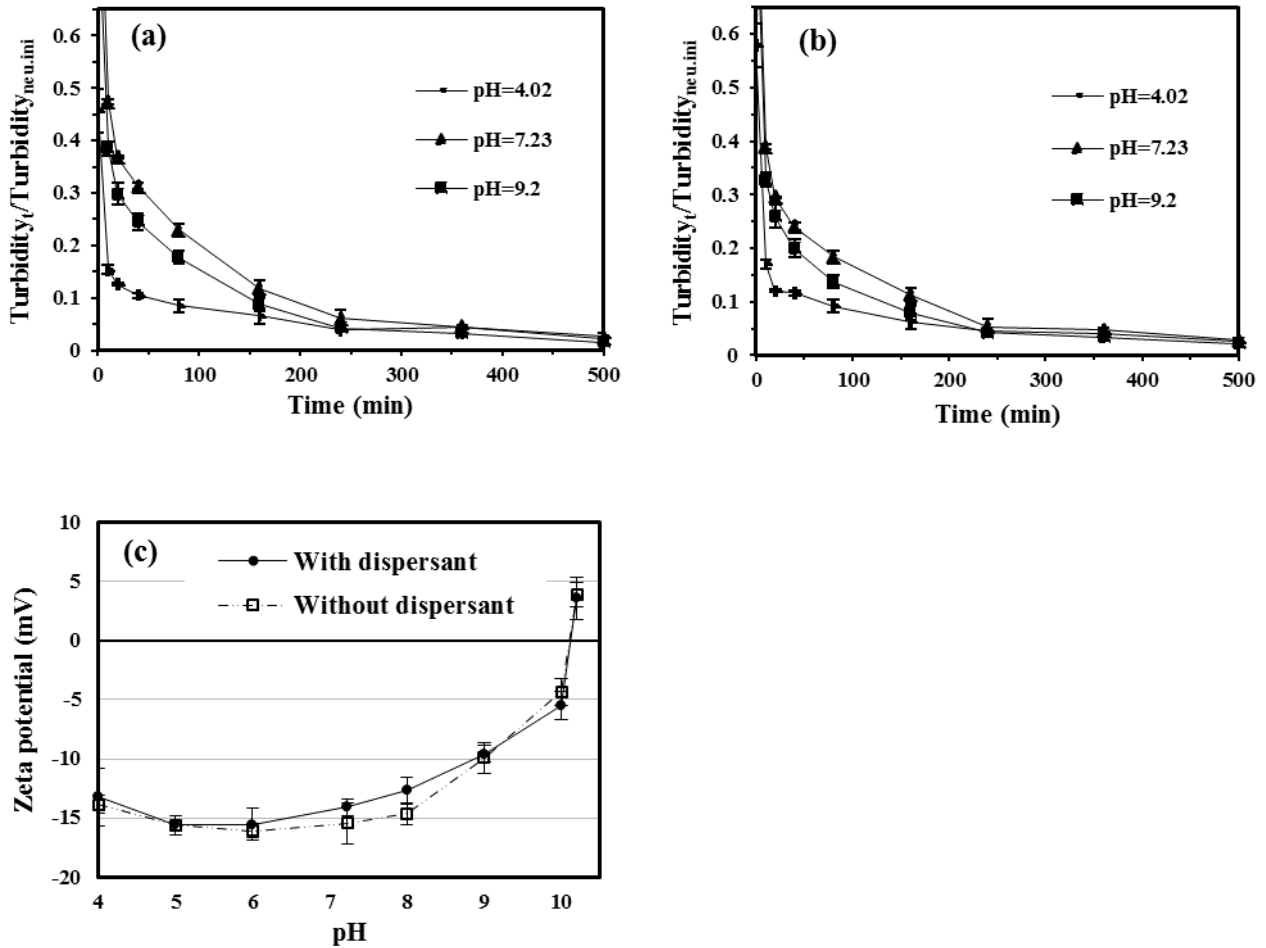 (a)
Turbidityt/Turbidityneu.ini
0.6
0.5
0.4
0.3
0.2
0.1
0
pH=4.02
pH=7.23
pH=9.2
0 100 200 300 400 500
Time (min)
(b)
Turbidityt/Turbidityneu.ini
0.6
0.5
0.4
0.3
0.2
0.1
0
pH=4.02
pH=7.23
pH=9.2
0 100 200 300 400 500
Time (min)
(c)
Zeta potential (mV)
10
5
0
-5
-10
-15
-20
With dispersant
Without dispersant
4 5 6 7 8 9 10
pH